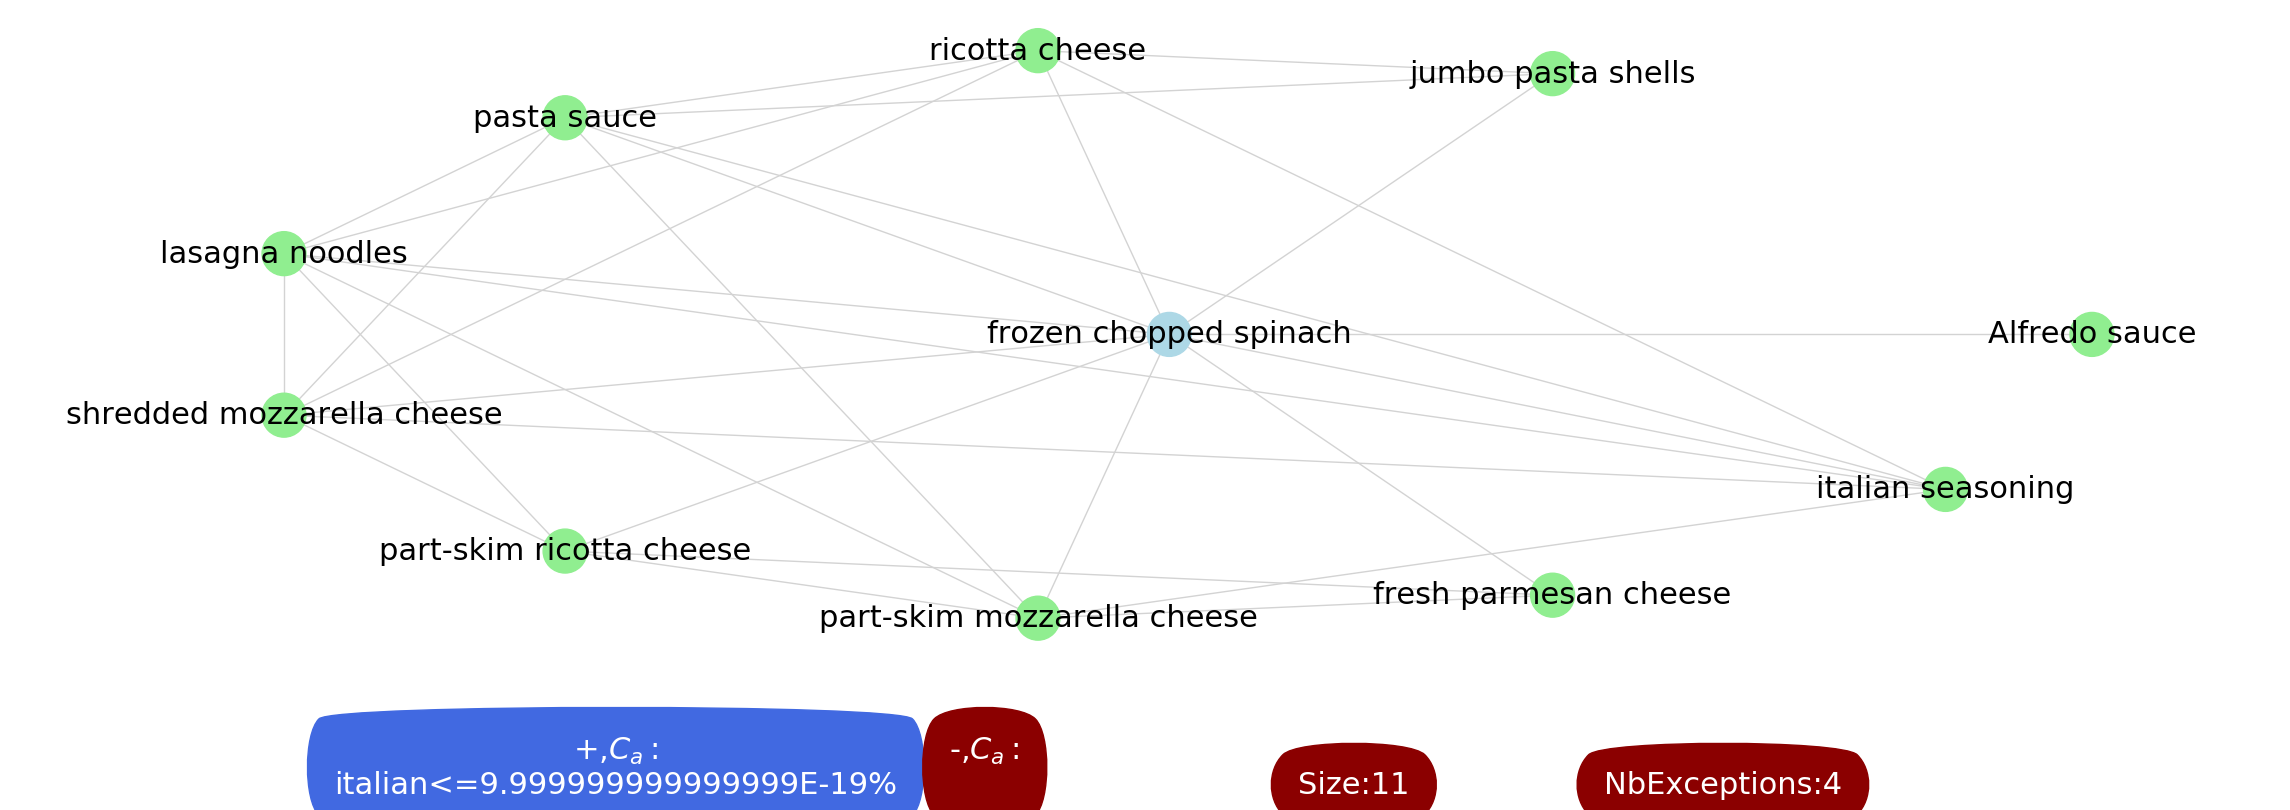 ricotta cheese
jumbo pasta shells
pasta sauce
lasagna noodles
frozen chopped spinach
Alfredo sauce
shredded mozzarella cheese
italian seasoning
part-skim ricotta cheese
fresh parmesan cheese
part-skim mozzarella cheese
+,Ca :
italian<=9.999999999999999E-19%
-,Ca :
Size:11
NbExceptions:4